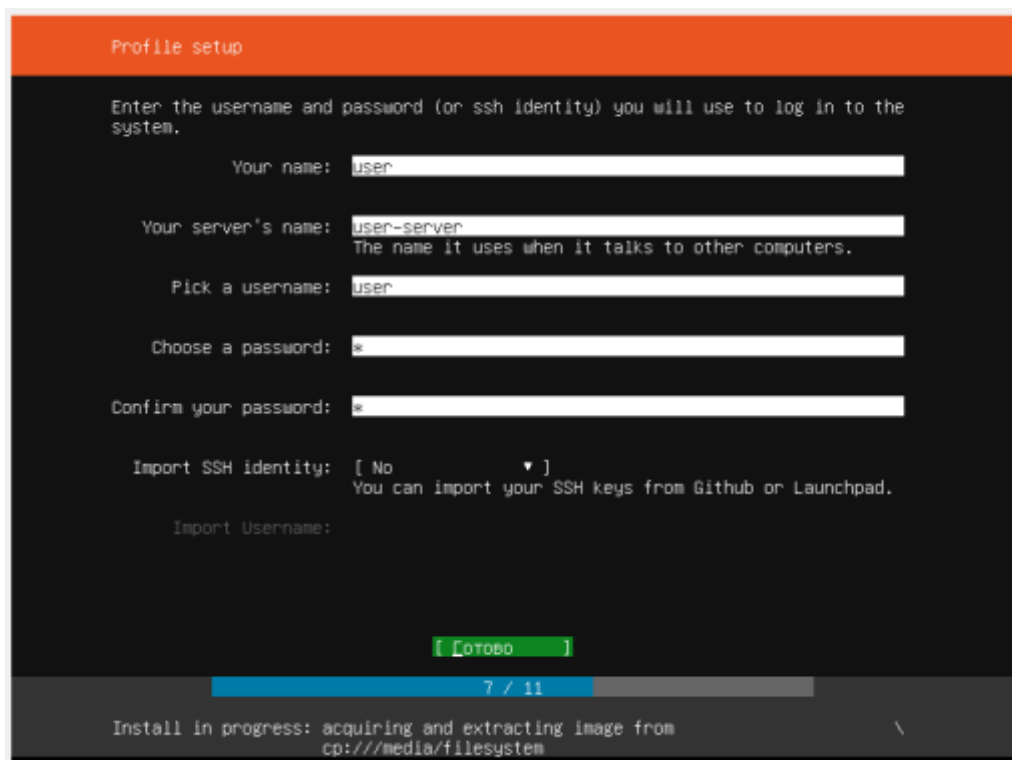 Profile setup
Enter the username and password (or ssh identity) you will use to log in to the
system.
Your name: user
Your server's name: user-server
The name it uses when it talks to other computers.
Pick a username: user
Choose a password: *
Confirm your password: *
Import SSH identity: [ No ▼ ]
You can import your SSH keys from Github or Launchpad.
Import Username:
[ Готово ]
7 / 11
Install in progress: acquiring and extracting image from \
cp:///media/filesystem